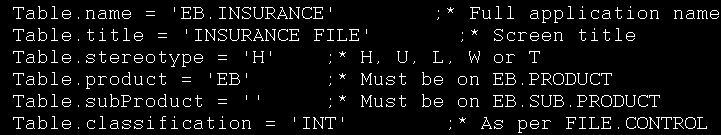 Table.name = 'EB.INSURANCE' ;* Full application name
Table.title = 'INSURANCE FILE' ;* Screen title
Table.stereotype = 'H' ;* H, U, L, W or T
Table.product = 'EB' ;* Must be on EB.PRODUCT
Table.subProduct = '' ;* Must be on EB.SUB.PRODUCT
Table.classification = 'INT' ;* As per FILE.CONTROL